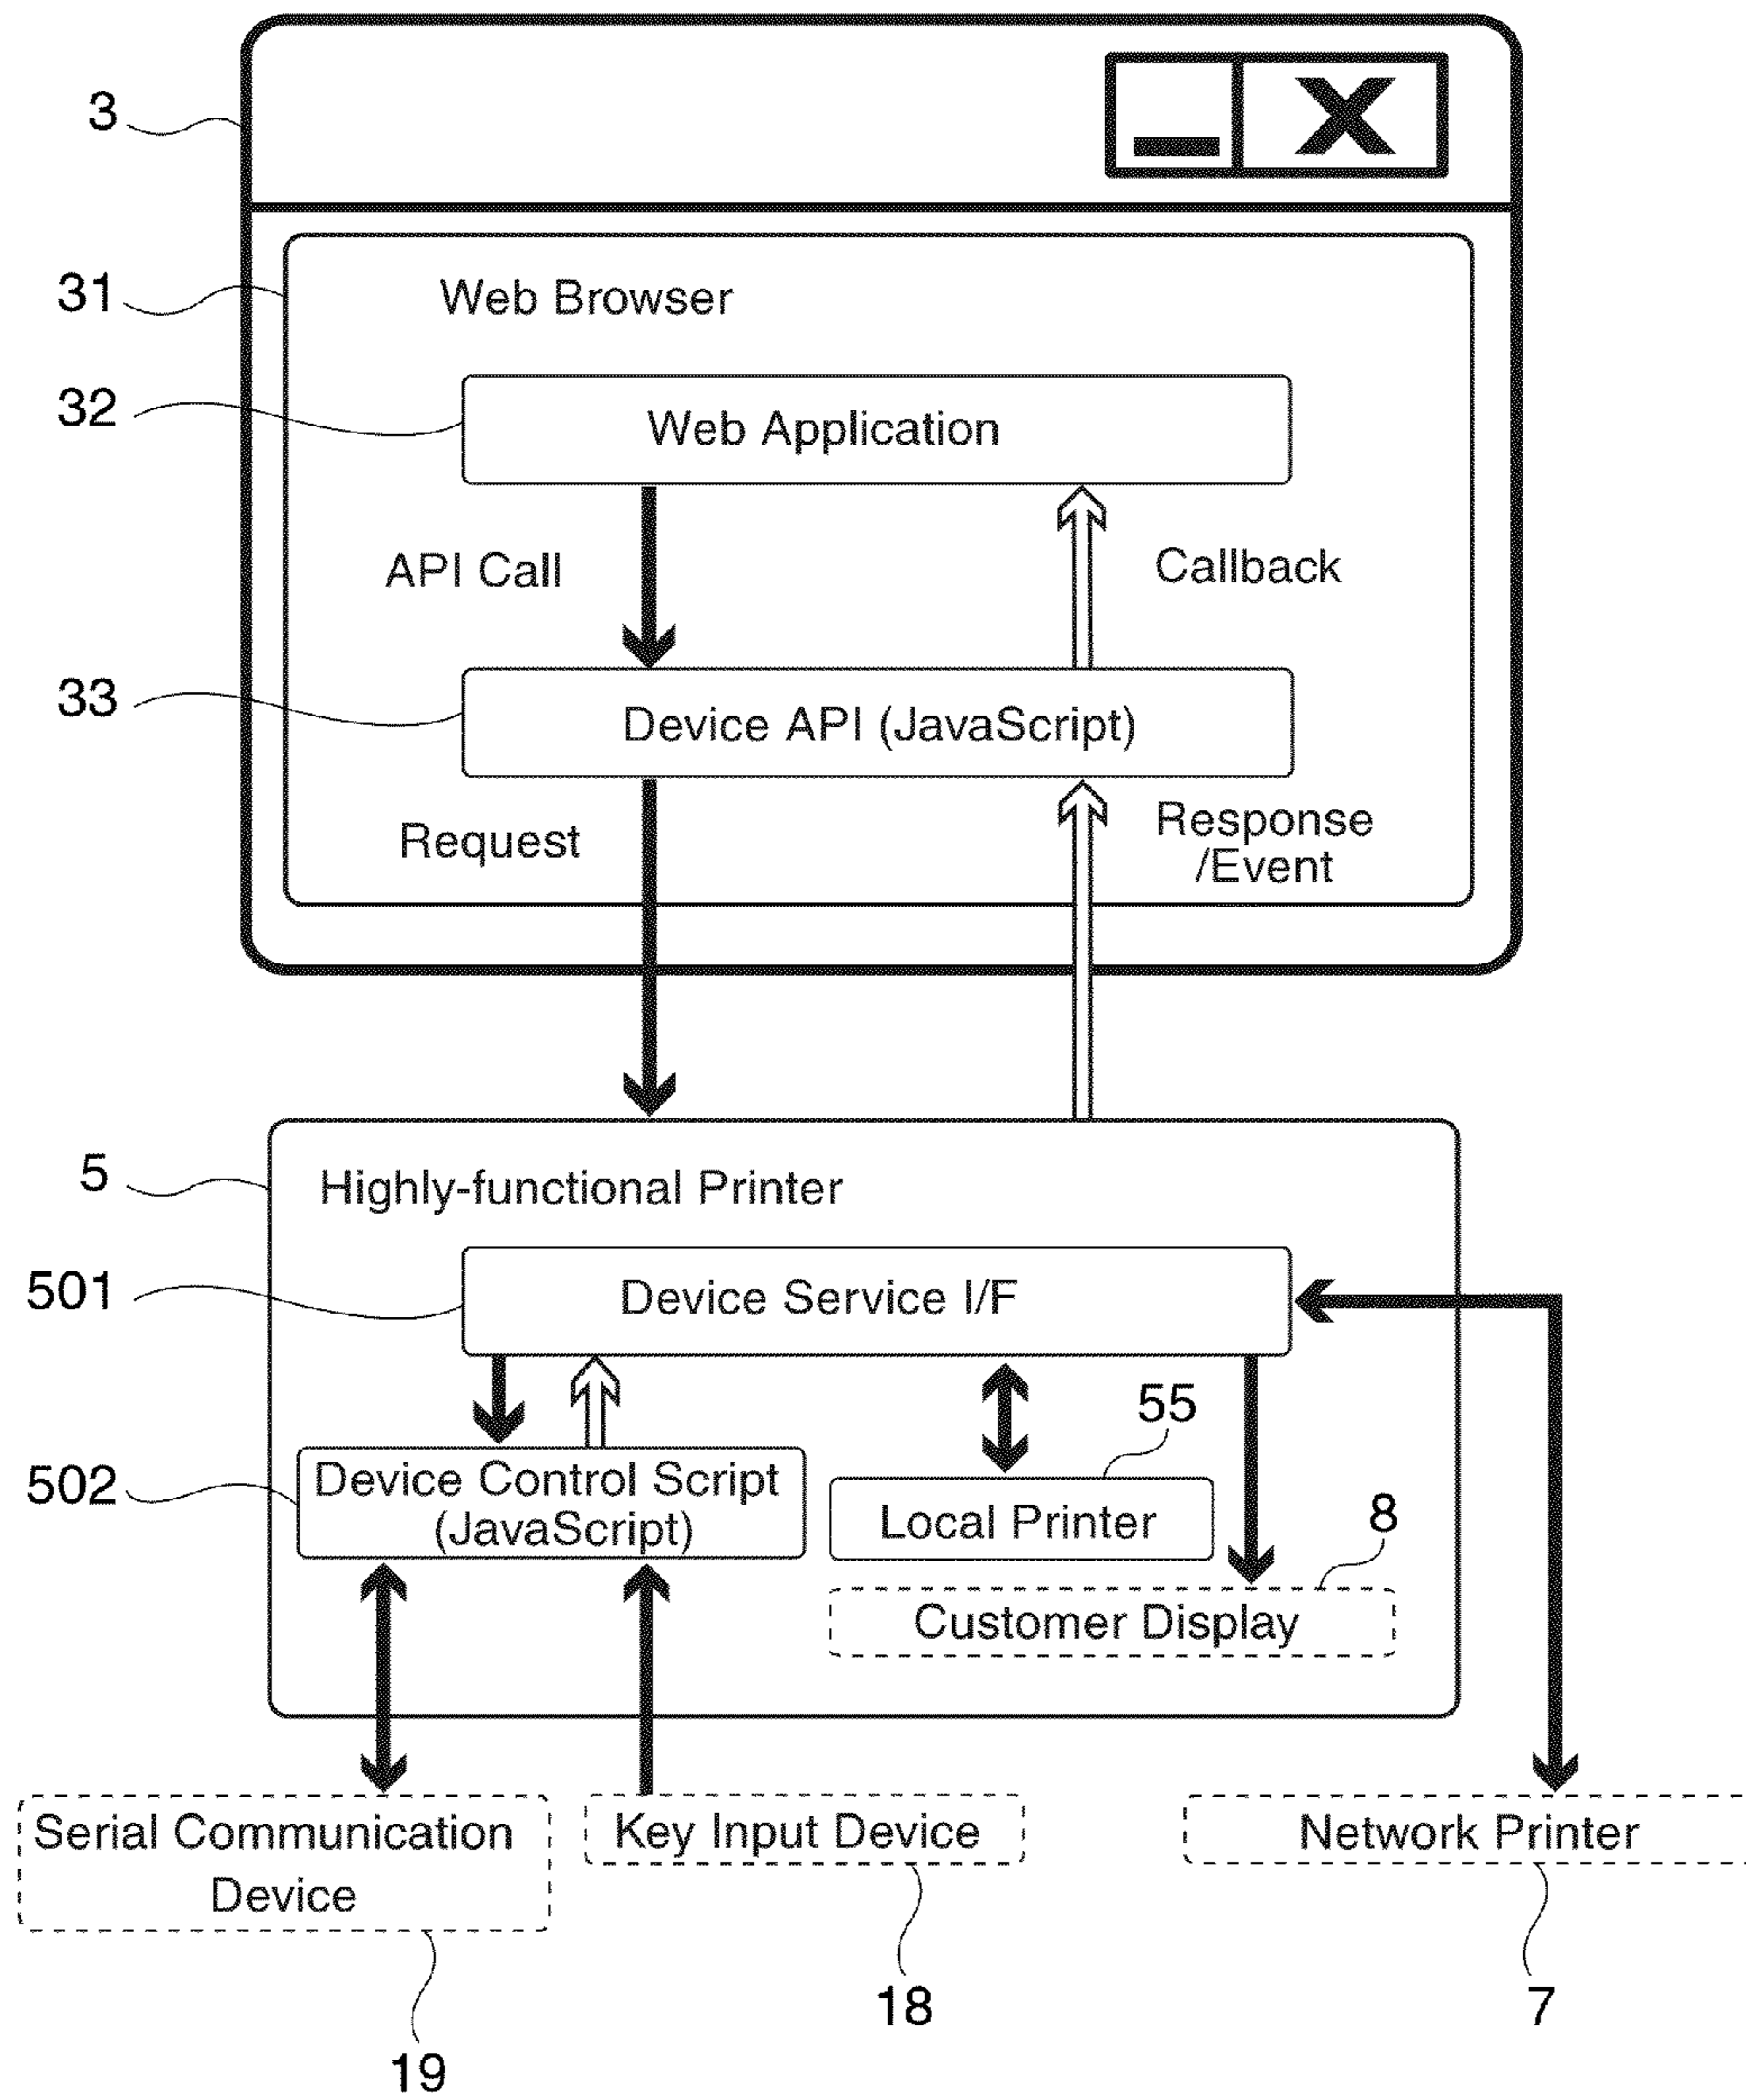 3
31
Web Browser
32
Web Application
API Call
Callback
33
Device API (JavaScript)
Request
Response
/Event
5
Highly-functional Printer
501
Device Service I/F
55
502
Device Control Script
(JavaScript)
Local Printer
8
Customer Display
Serial Communication
Device
Key Input Device
Network Printer
18
7
19